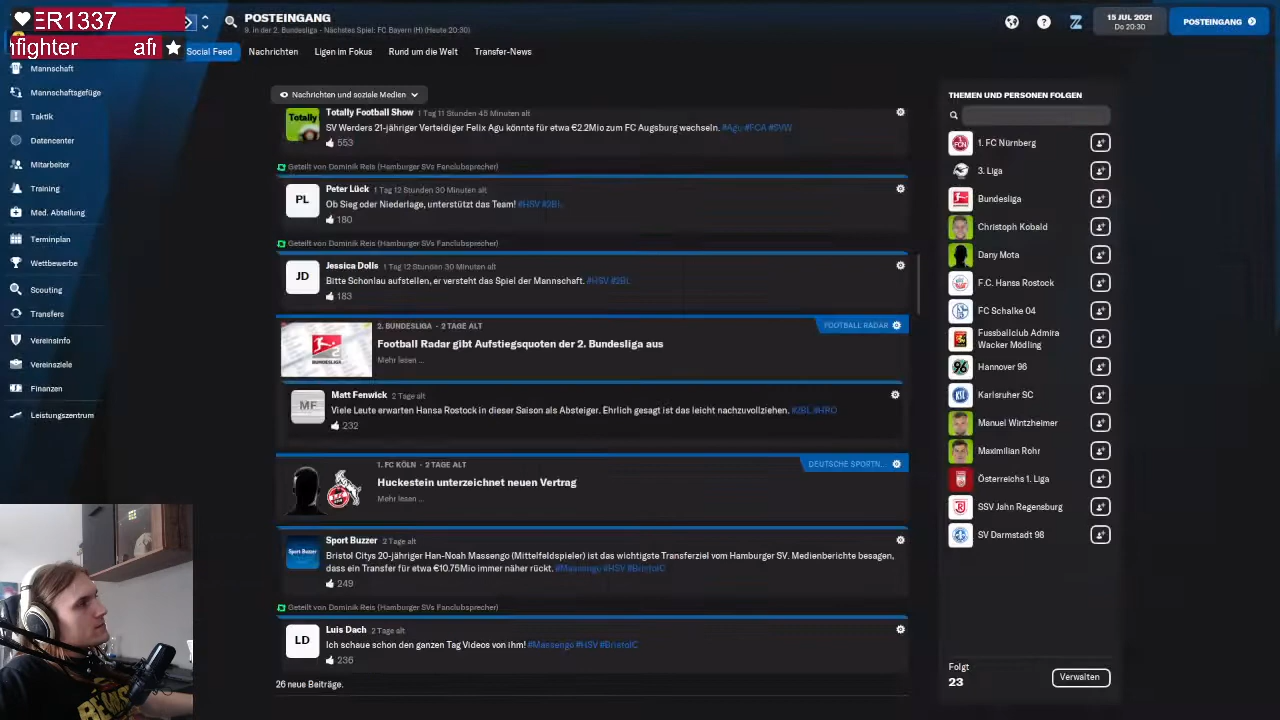 ER1337
nfighter
afi
POSTEINGANG
9. in der 2. Bundesliga - Nächstes Spiel: FC Bayern (H) (Heute 20:30)
15 JUL 2021
Do 20:30
POSTEINGANG
Social Feed
Nachrichten
Ligen im Fokus
Rund um die Welt
Transfer-News
Mannschaft
Mannschaftsgefüge
Taktik
Datencenter
Mitarbeiter
Training
Med. Abteilung
Terminplan
Wettbewerbe
Scouting
Transfers
Vereinsinfo
Vereinsziele
Finanzen
Leistungszentrum
Nachrichten und soziale Medien
Totally
Totally Football Show 1 Tag 11 Stunden 45 Minuten alt
SV Werders 21-jähriger Verteidiger Felix Agu könnte für etwa €2.2Mio zum FC Augsburg wechseln. #Agu #FCA #SVW
553
Geteilt von Dominik Reis (Hamburger SVs Fanclubsprecher)
PL
Peter Lück 1 Tag 12 Stunden 30 Minuten alt
Ob Sieg oder Niederlage, unterstützt das Team! #HSV #2BL
180
Geteilt von Dominik Reis (Hamburger SVs Fanclubsprecher)
JD
Jessica Dolls 1 Tag 12 Stunden 30 Minuten alt
Bitte Schonlau aufstellen, er versteht das Spiel der Mannschaft. #HSV #2BL
183
2. BUNDESLIGA - 2 TAGE ALT
FOOTBALL RADAR
Football Radar gibt Aufstiegsquoten der 2. Bundesliga aus
Mehr lesen ...
MF
Matt Fenwick 2 Tage alt
Viele Leute erwarten Hansa Rostock in dieser Saison als Absteiger. Ehrlich gesagt ist das leicht nachzuvollziehen. #2BL #HRO
232
1. FC KÖLN - 2 TAGE ALT
DEUTSCHE SPORTN...
Huckestein unterzeichnet neuen Vertrag
Mehr lesen ...
Sport Buzzer
Sport Buzzer 2 Tage alt
Bristol Citys 20-jähriger Han-Noah Massengo (Mittelfeldspieler) ist das wichtigste Transferziel vom Hamburger SV. Medienberichte besagen,
dass ein Transfer für etwa €10.75Mio immer näher rückt. #Massengo #HSV #BristolC
249
Geteilt von Dominik Reis (Hamburger SVs Fanclubsprecher)
LD
Luis Dach 2 Tage alt
Ich schaue schon den ganzen Tag Videos von ihm! #Massengo #HSV #BristolC
236
26 neue Beiträge.
THEMEN UND PERSONEN FOLGEN
1. FC Nürnberg
3. Liga
Bundesliga
Christoph Kobald
Dany Mota
F.C. Hansa Rostock
FC Schalke 04
Fussballclub Admira
Wacker Mödling
Hannover 96
Karlsruher SC
Manuel Wintzheimer
Maximilian Rohr
Österreichs 1. Liga
SSV Jahn Regensburg
SV Darmstadt 98
Folgt
23
Verwalten